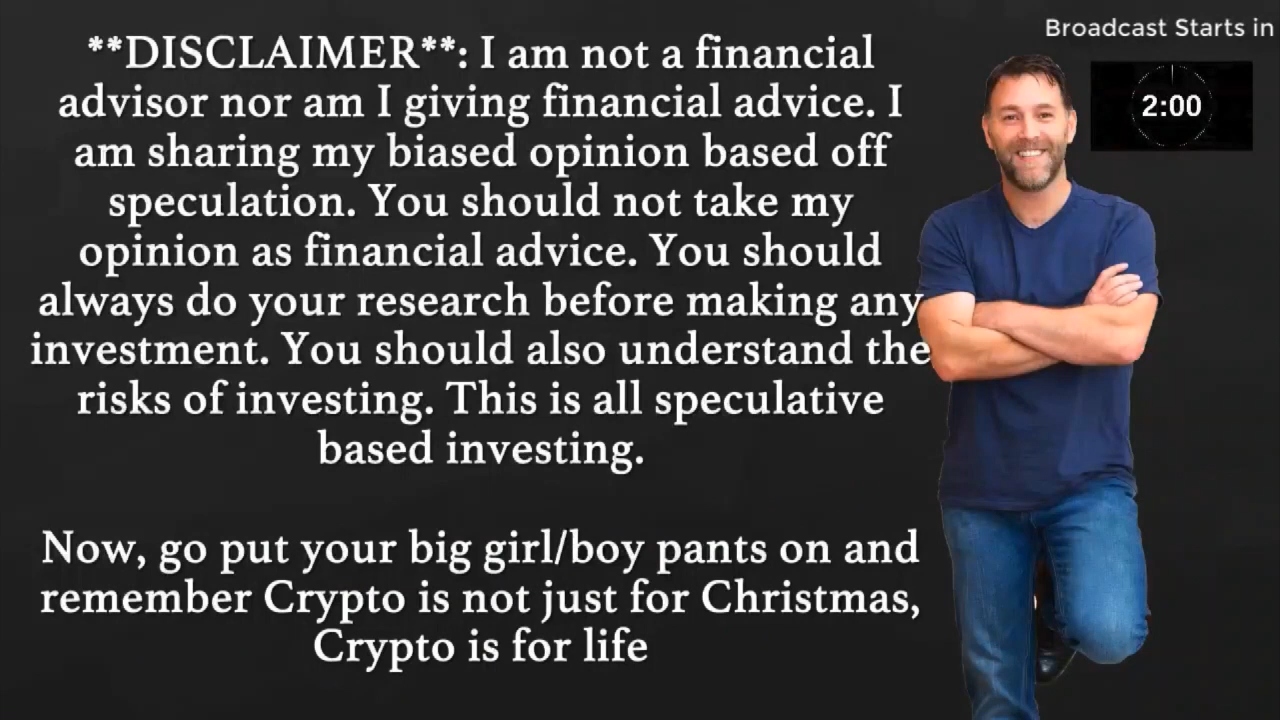 **DISCLAIMER**: I am not a financial
advisor nor am I giving financial advice. I
am sharing my biased opinion based off
speculation. You should not take my
opinion as financial advice. You should
always do your research before making any
investment. You should also understand the
risks of investing. This is all speculative
based investing.
Now, go put your big girl/boy pants on and
remember Crypto is not just for Christmas,
Crypto is for life
Broadcast Starts in
2:00